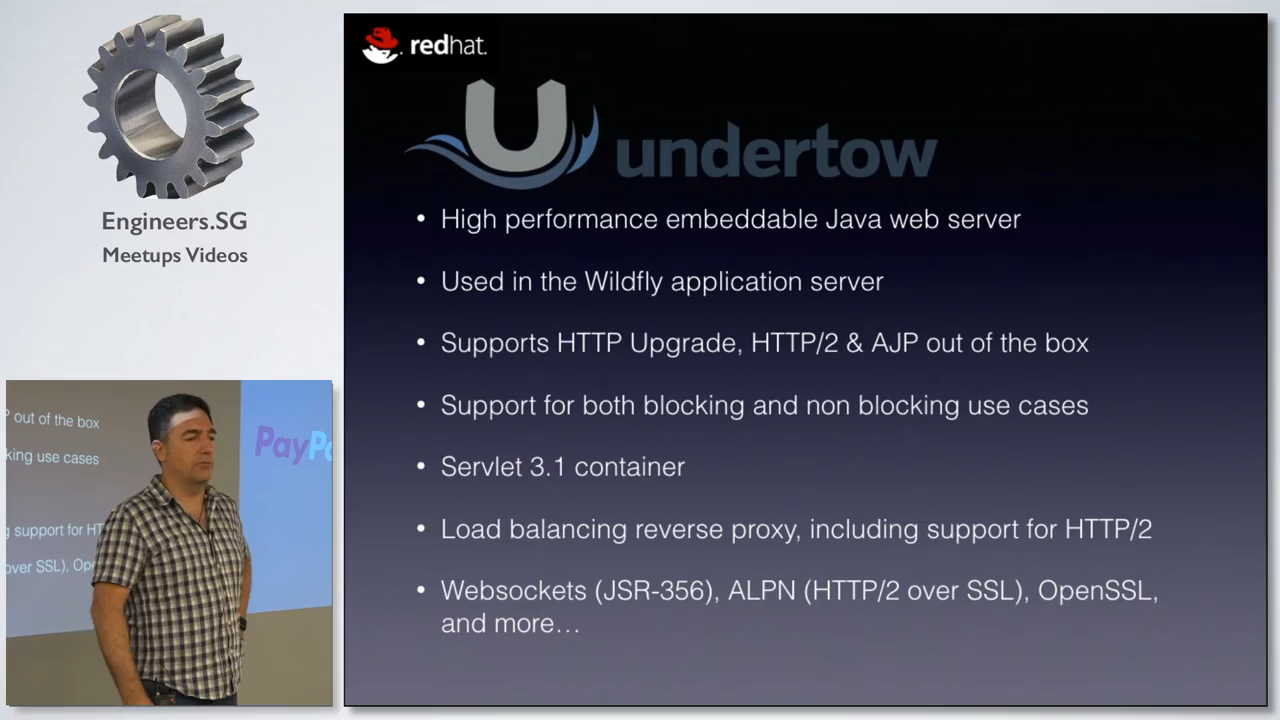 Engineers.SG
Meetups Videos
redhat.
undertow
• High performance embeddable Java web server
• Used in the Wildfly application server
• Supports HTTP Upgrade, HTTP/2 & AJP out of the box
• Support for both blocking and non blocking use cases
• Servlet 3.1 container
• Load balancing reverse proxy, including support for HTTP/2
• Websockets (JSR-356), ALPN (HTTP/2 over SSL), OpenSSL,
and more…
P out of the box
king use cases
g support for HT
over SSL), Ope
PayPa